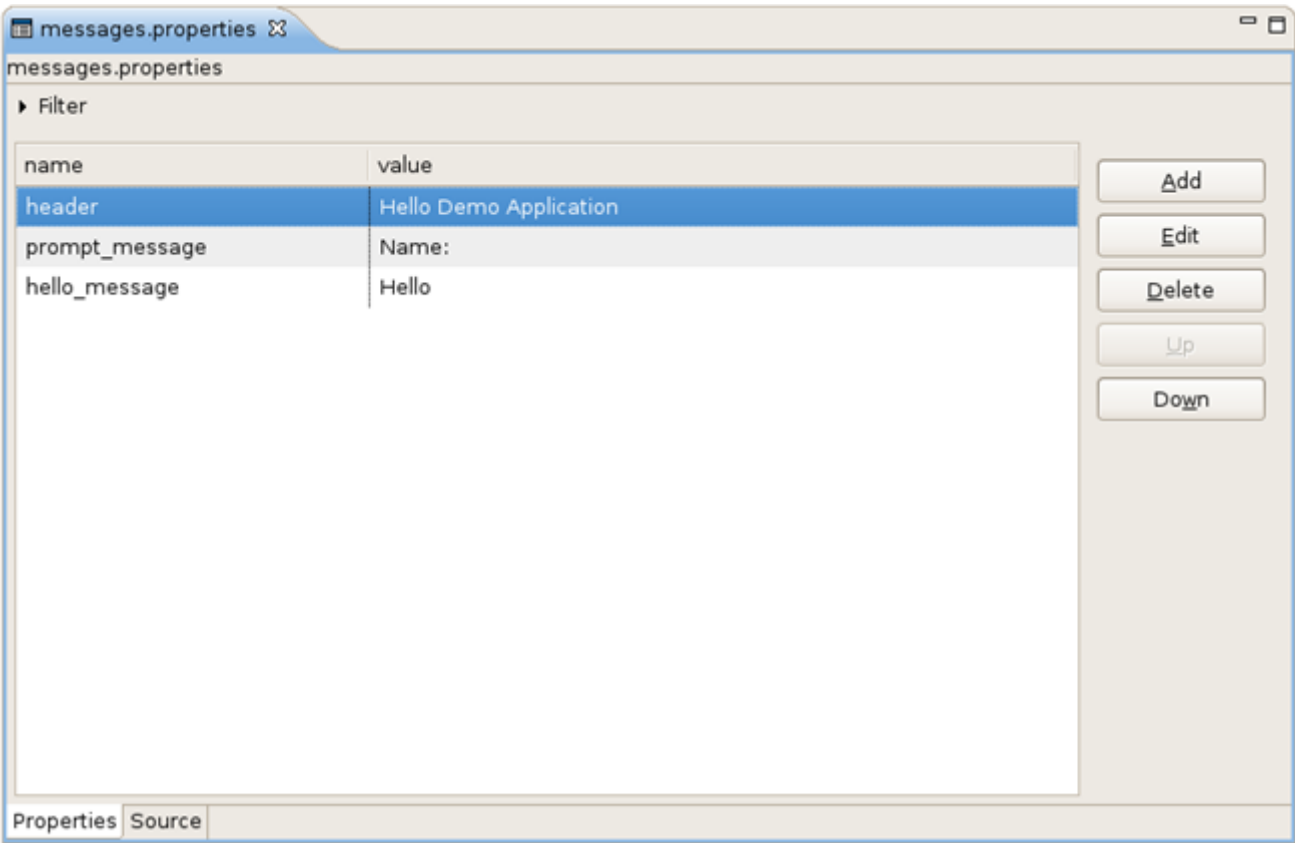 messages.properties
messages.properties
Filter
name value
header Hello Demo Application
prompt_message Name:
hello_message Hello
Add
Edit
Delete
Up
Down
Properties Source